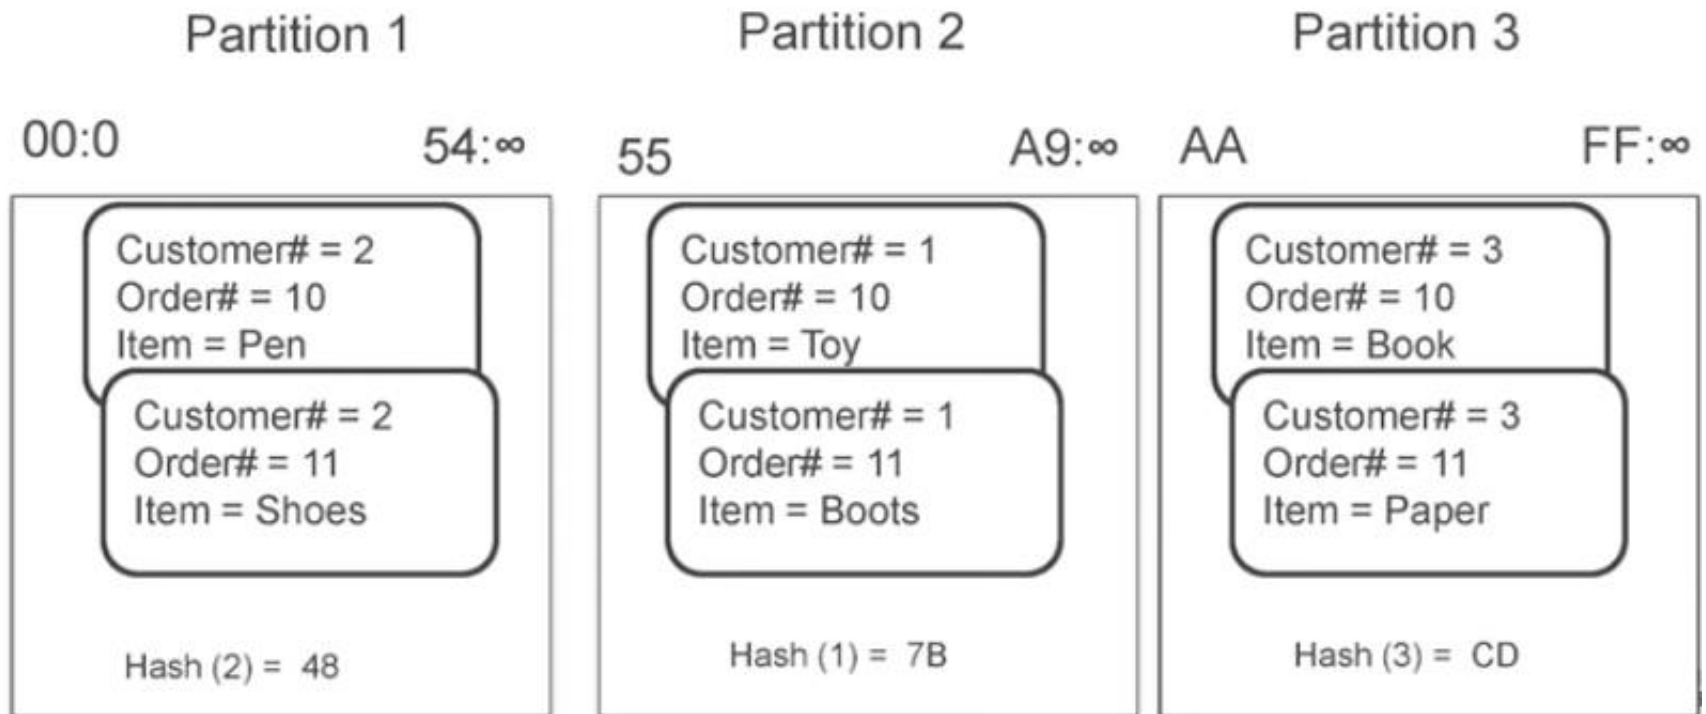 Partition 1
Partition 2
Partition 3
00:0
54:∞
55
A9:∞
AA
FF:∞
Customer# = 2
Order# = 10
Item = Pen
Customer# = 2
Order# = 11
Item = Shoes
Hash (2) = 48
Customer# = 1
Order# = 10
Item = Toy
Customer# = 1
Order# = 11
Item = Boots
Hash (1) = 7B
Customer# = 3
Order# = 10
Item = Book
Customer# = 3
Order# = 11
Item = Paper
Hash (3) = CD